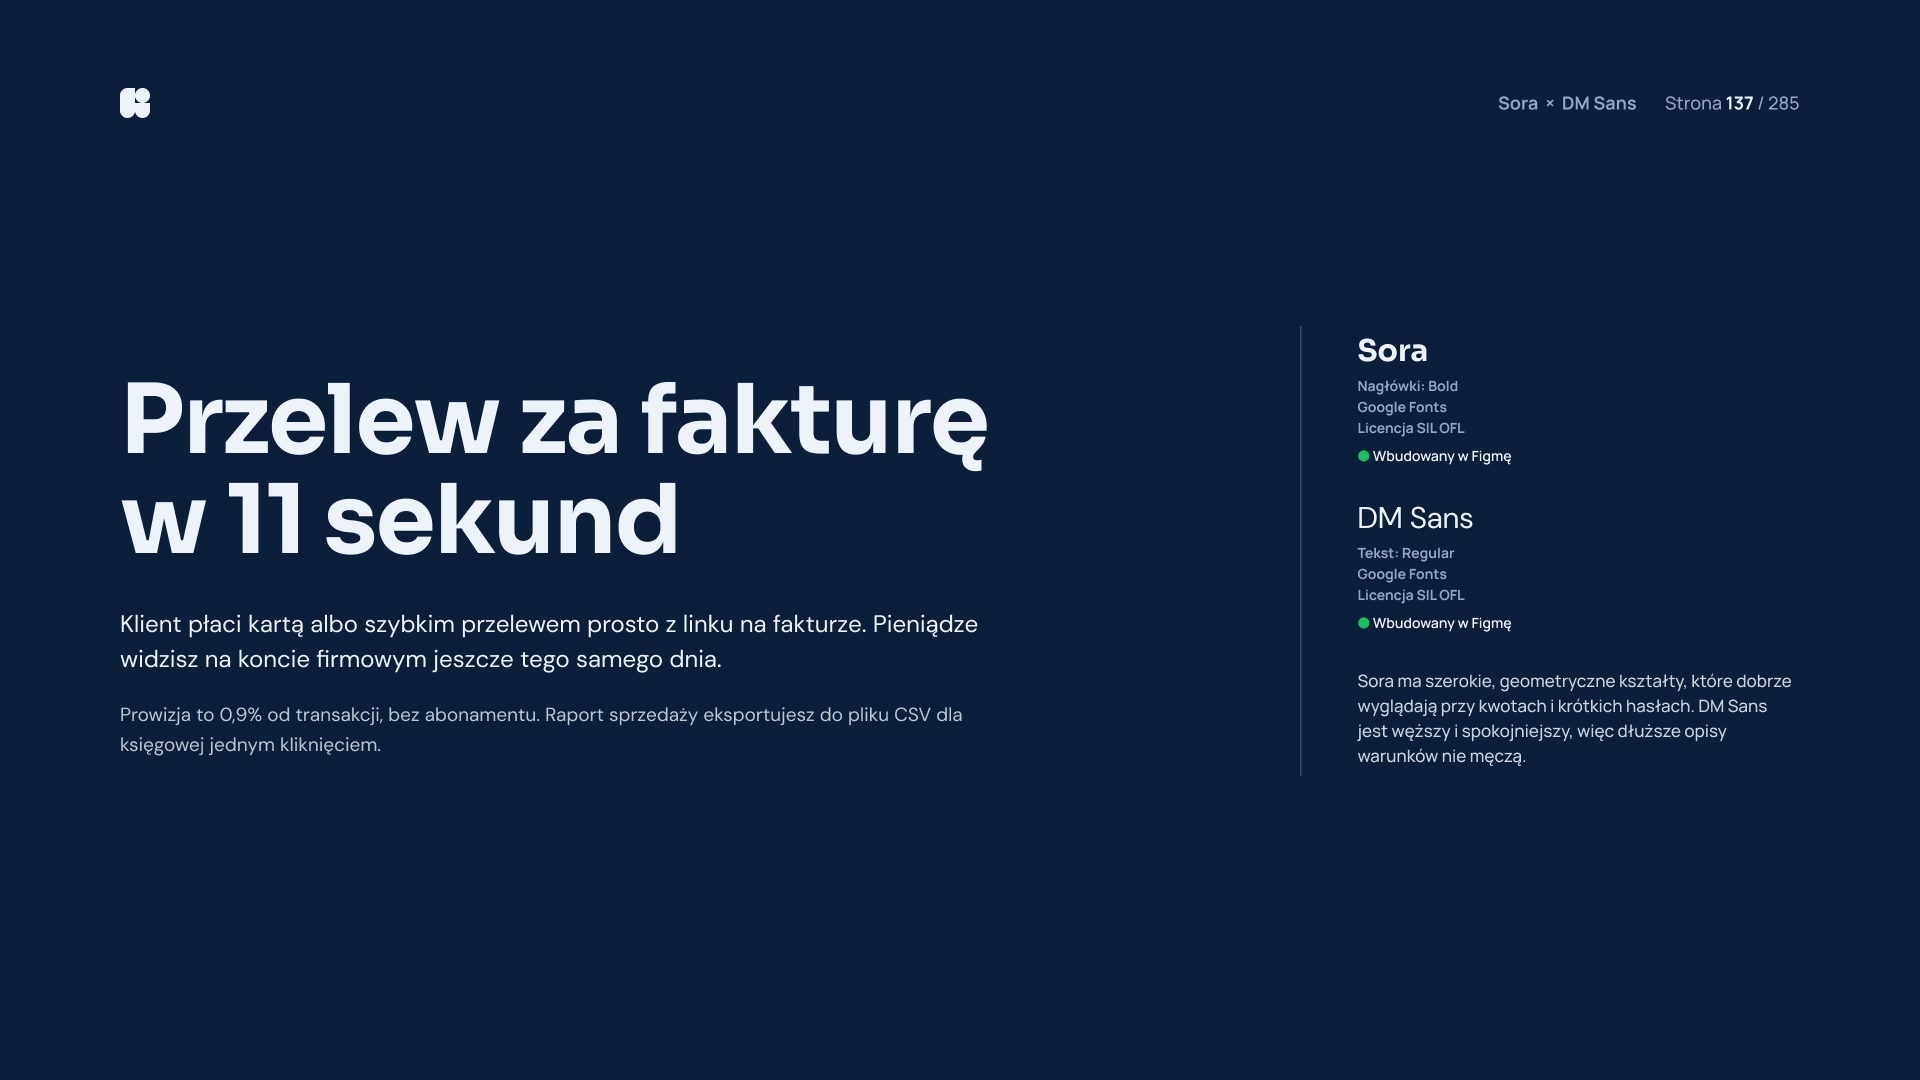 Sora × DM Sans Strona 137 / 285
Przelew za fakturę
w 11 sekund
Klient płaci kartą albo szybkim przelewem prosto z linku na fakturze. Pieniądze
widzisz na koncie firmowym jeszcze tego samego dnia.
Prowizja to 0,9% od transakcji, bez abonamentu. Raport sprzedaży eksportujesz do pliku CSV dla
księgowej jednym kliknięciem.
Sora
Nagłówki: Bold
Google Fonts
Licencja SIL OFL
Wbudowany w Figmę
DM Sans
Tekst: Regular
Google Fonts
Licencja SIL OFL
Wbudowany w Figmę
Sora ma szerokie, geometryczne kształty, które dobrze
wyglądają przy kwotach i krótkich hasłach. DM Sans
jest węższy i spokojniejszy, więc dłuższe opisy
warunków nie męczą.